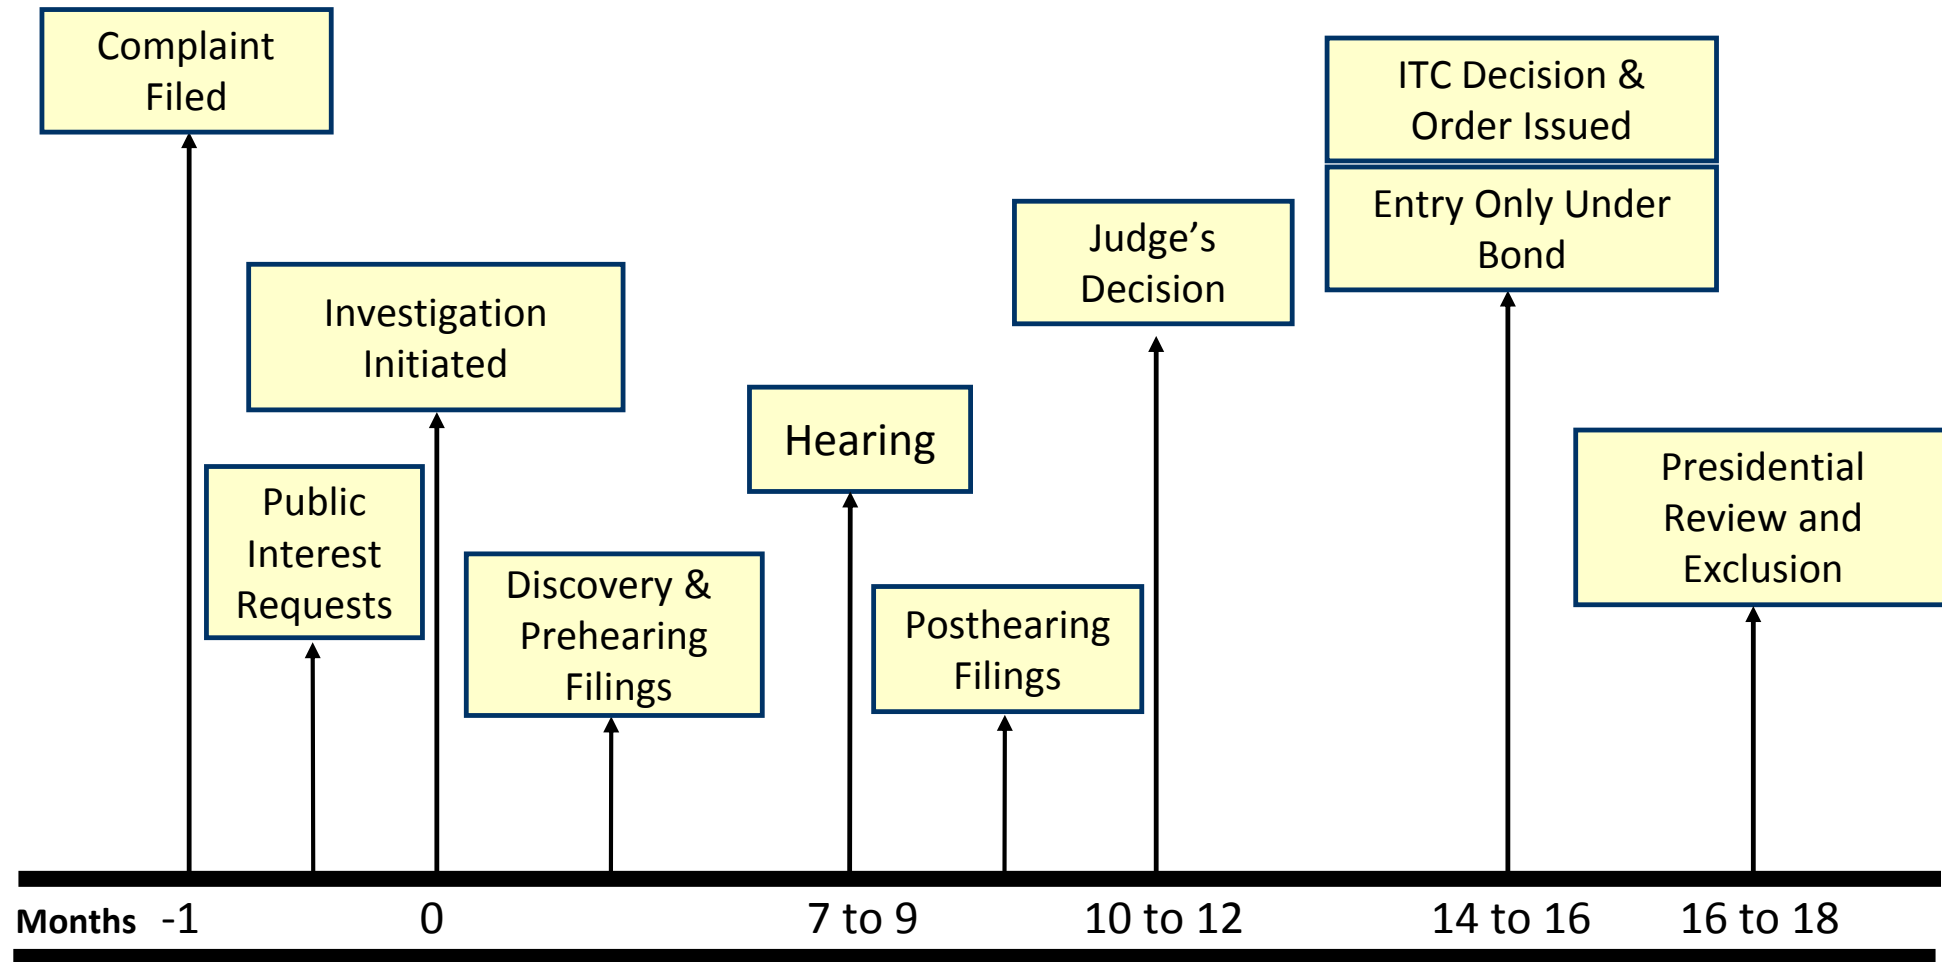 Complaint
Filed
Public
Interest
Requests
Investigation
Initiated
Discovery &
Prehearing
Filings
Hearing
Posthearing
Filings
Judge’s
Decision
ITC Decision &
Order Issued
Entry Only Under
Bond
Presidential
Review and
Exclusion
Months -1 0 7 to 9 10 to 12 14 to 16 16 to 18